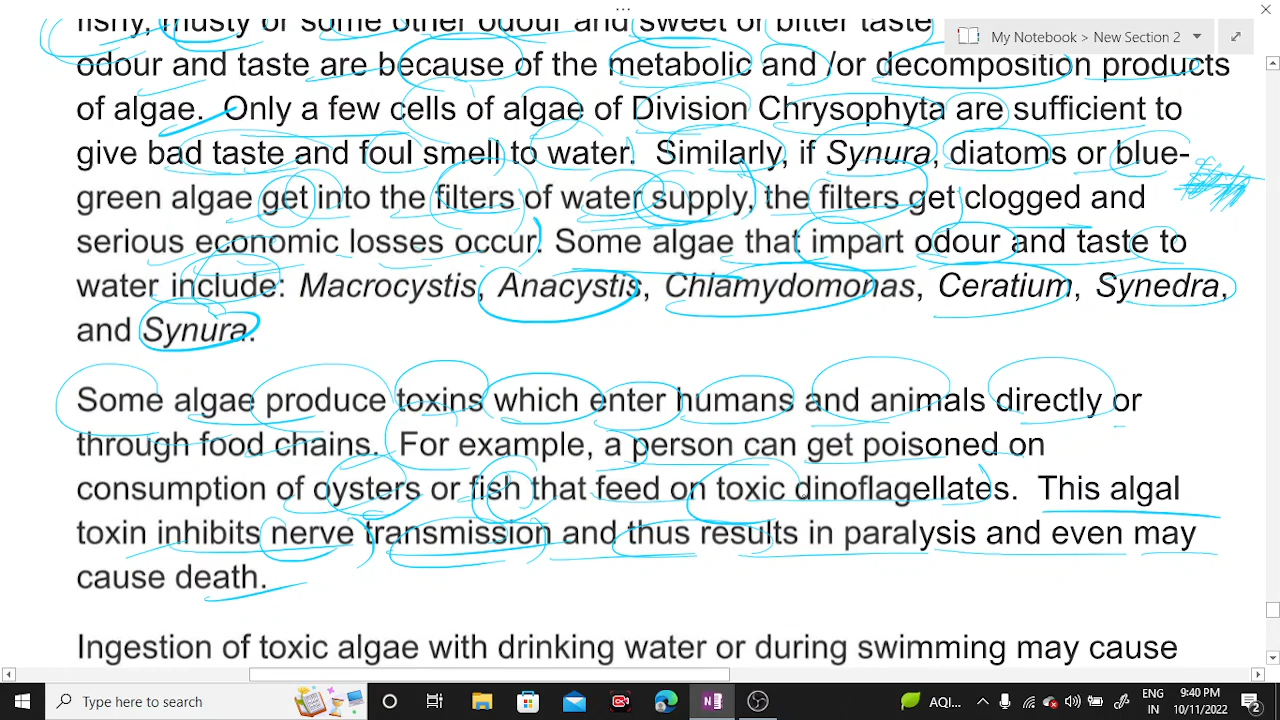 ...
fishy, musty or some other odour and sweet or bitter taste
My Notebook > New Section 2
odour and taste are because of the metabolic and /or decomposition products
of algae. Only a few cells of algae of Division Chrysophyta are sufficient to
give bad taste and foul smell to water. Similarly, if Synura, diatoms or blue-
green algae get into the filters of water supply, the filters get clogged and
serious economic losses occur. Some algae that impart odour and taste to
water include: Macrocystis, Anacystis, Chlamydomonas, Ceratium, Synedra,
and Synura.
Some algae produce toxins which enter humans and animals directly or
through food chains. For example, a person can get poisoned on
consumption of oysters or fish that feed on toxic dinoflagellates. This algal
toxin inhibits nerve transmission and thus results in paralysis and even may
cause death.
Ingestion of toxic algae with drinking water or during swimming may cause
Type here to search
AQI...
ENG
IN
9:40 PM
10/11/2022
2